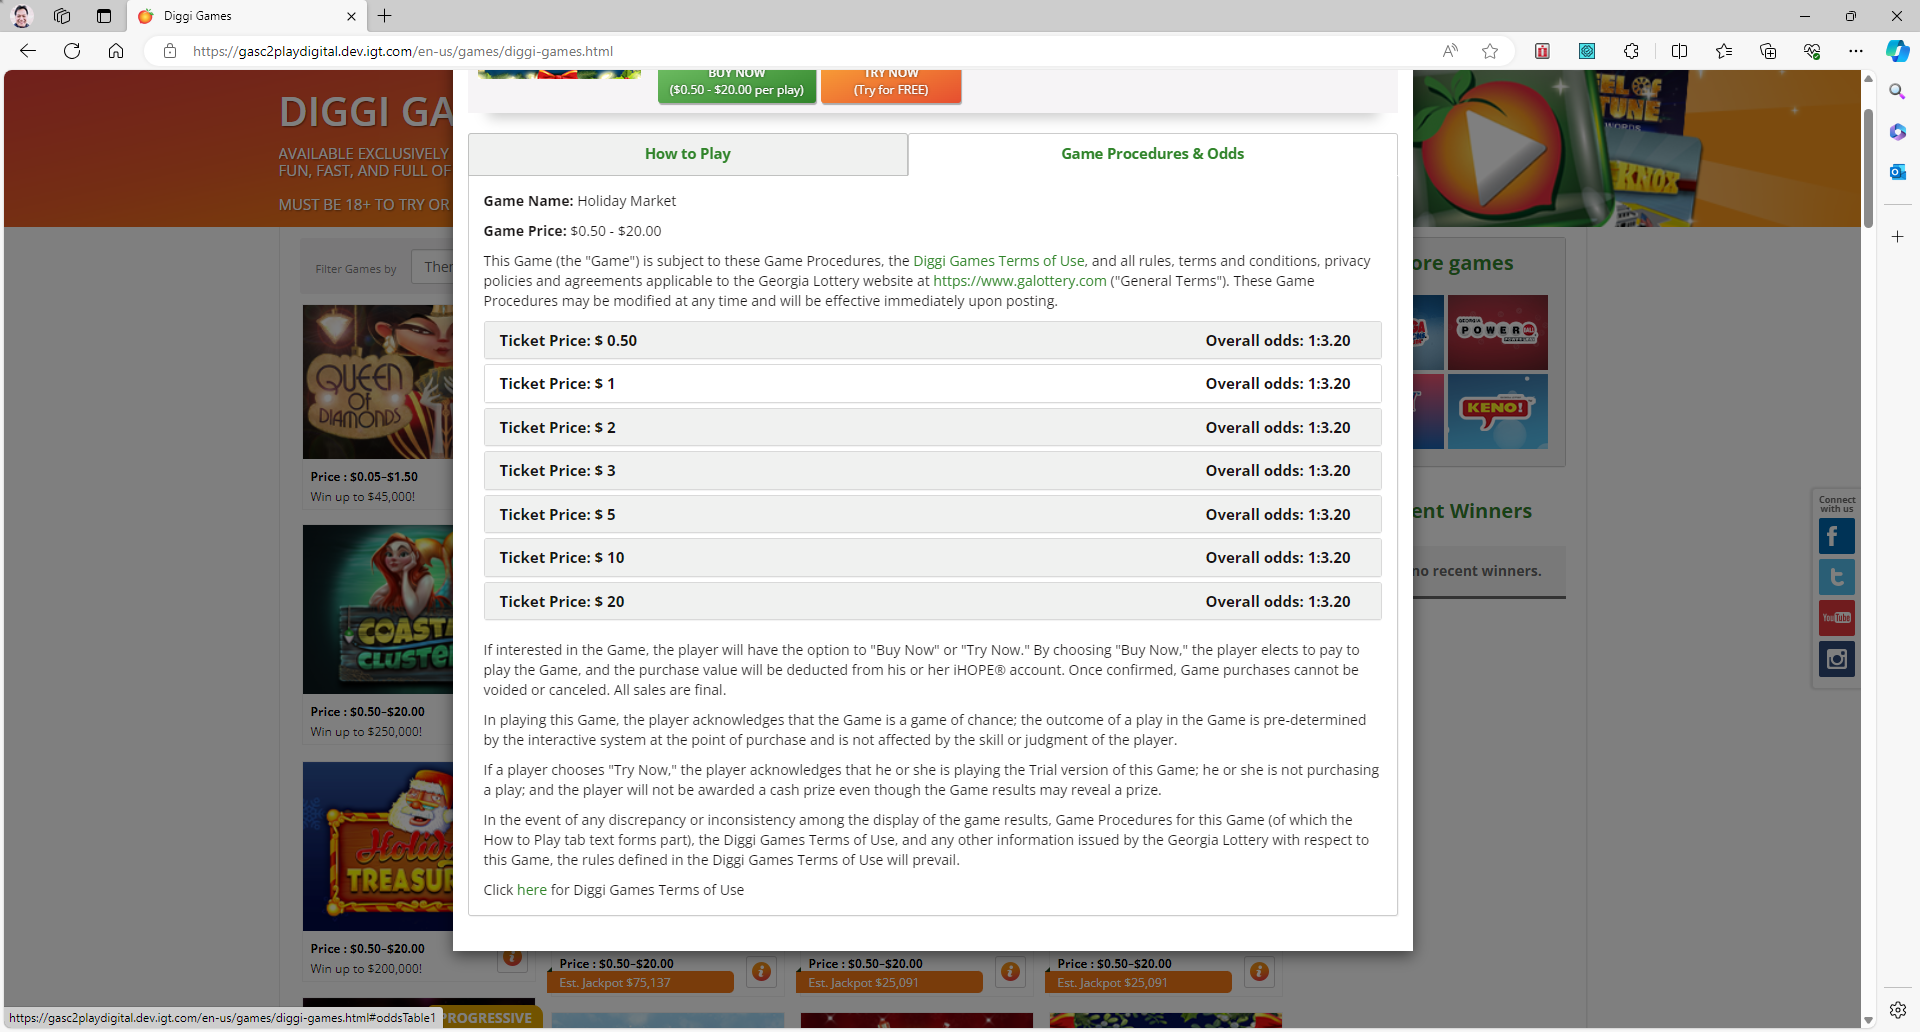 Diggi Games
https://gasc2playdigital.dev.igt.com/en-us/games/diggi-games.html
DIGGI GA
AVAILABLE EXCLUSIVELY
FUN, FAST, AND FULL OF
MUST BE 18+ TO TRY OR
BUY NOW
($0.50 - $20.00 per play)
TRY NOW
(Try for FREE)
How to Play
Game Procedures & Odds
Game Name: Holiday Market
Game Price: $0.50 - $20.00
This Game (the "Game") is subject to these Game Procedures, the Diggi Games Terms of Use, and all rules, terms and conditions, privacy
policies and agreements applicable to the Georgia Lottery website at https://www.galottery.com ("General Terms"). These Game
Procedures may be modified at any time and will be effective immediately upon posting.
Ticket Price: $ 0.50 Overall odds: 1:3.20
Ticket Price: $ 1 Overall odds: 1:3.20
Ticket Price: $ 2 Overall odds: 1:3.20
Ticket Price: $ 3 Overall odds: 1:3.20
Ticket Price: $ 5 Overall odds: 1:3.20
Ticket Price: $ 10 Overall odds: 1:3.20
Ticket Price: $ 20 Overall odds: 1:3.20
If interested in the Game, the player will have the option to "Buy Now" or "Try Now." By choosing "Buy Now," the player elects to pay to
play the Game, and the purchase value will be deducted from his or her iHOPE® account. Once confirmed, Game purchases cannot be
voided or canceled. All sales are final.
In playing this Game, the player acknowledges that the Game is a game of chance; the outcome of a play in the Game is pre-determined
by the interactive system at the point of purchase and is not affected by the skill or judgment of the player.
If a player chooses "Try Now," the player acknowledges that he or she is playing the Trial version of this Game; he or she is not purchasing
a play; and the player will not be awarded a cash prize even though the Game results may reveal a prize.
In the event of any discrepancy or inconsistency among the display of the game results, Game Procedures for this Game (of which the
How to Play tab text forms part), the Diggi Games Terms of Use, and any other information issued by the Georgia Lottery with respect to
this Game, the rules defined in the Diggi Games Terms of Use will prevail.
Click here for Diggi Games Terms of Use
Filter Games by
Ther
QUEEN
OF
DIAMONDS
Price : $0.05–$1.50
Win up to $45,000!
COASTA
CLUSTER
Price : $0.50–$20.00
Win up to $250,000!
Holida
TREASUR
Price : $0.50–$20.00
Win up to $200,000!
Price : $0.50–$20.00
Est. Jackpot $75,137
Price : $0.50–$20.00
Est. Jackpot $25,091
Price : $0.50–$20.00
Est. Jackpot $25,091
PROGRESSIVE
EL OF
TUNE
WORDS
KNOX
ore games
GEORGIA
POWERBALL
KENO!
ent Winners
no recent winners.
Connect
with us
YouTube
https://gasc2playdigital.dev.igt.com/en-us/games/diggi-games.html#oddsTable1